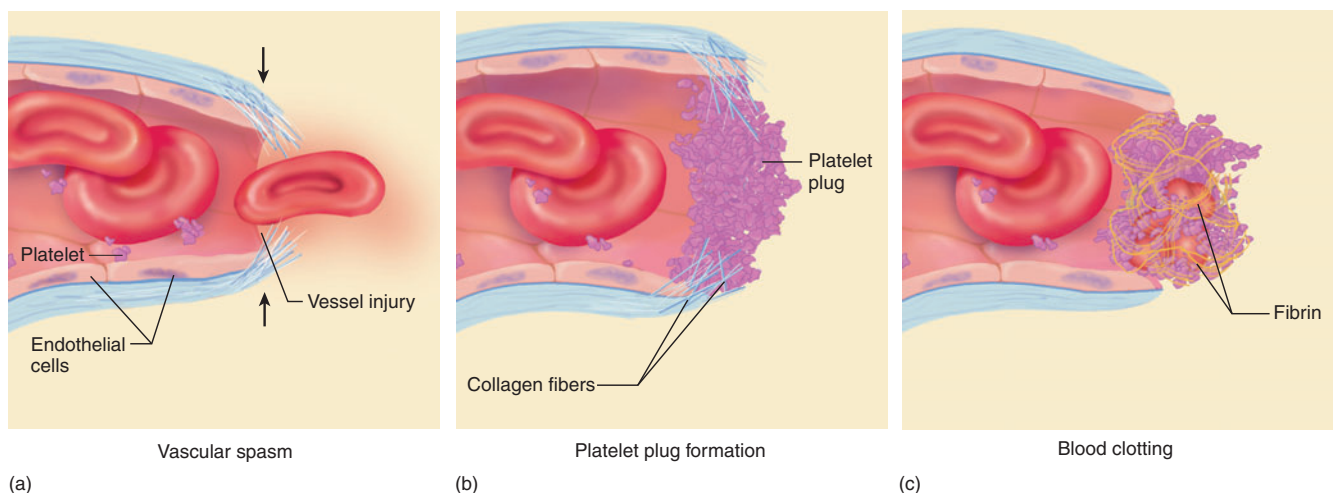 Platelet
Vessel injury
Endothelial
cells
Vascular spasm
(a)
Platelet
plug
Collagen fibers
Platelet plug formation
(b)
Fibrin
Blood clotting
(c)